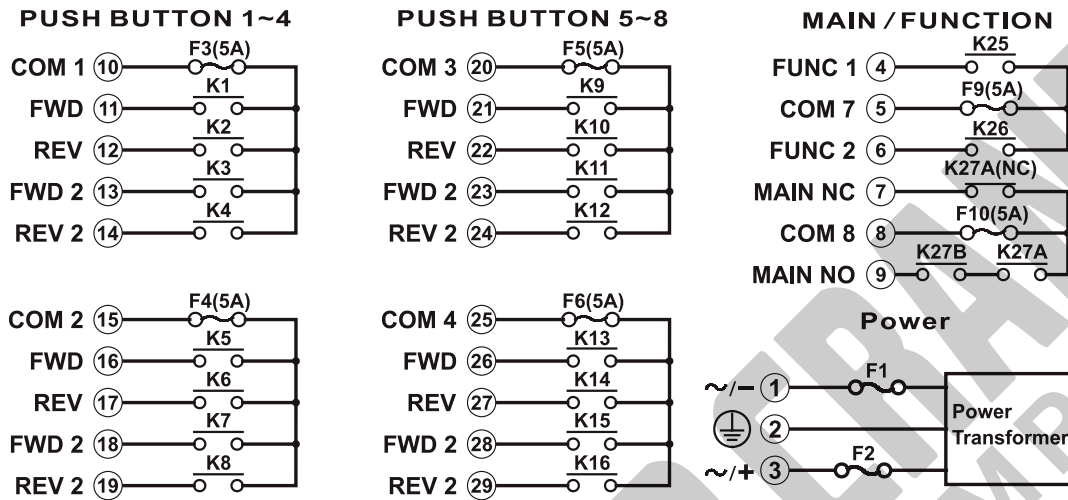 PUSH BUTTON 1~4
F3(5A)
COM 1 10
K1
FWD 11
K2
REV 12
K3
FWD 2 13
K4
REV 2 14
F4(5A)
COM 2 15
K5
FWD 16
K6
REV 17
K7
FWD 2 18
K8
REV 2 19
PUSH BUTTON 5~8
F5(5A)
COM 3 20
K9
FWD 21
K10
REV 22
K11
FWD 2 23
K12
REV 2 24
F6(5A)
COM 4 25
K13
FWD 26
K14
REV 27
K15
FWD 2 28
K16
REV 2 29
MAIN / FUNCTION
K25
FUNC 1 4
F9(5A)
COM 7 5
K26
FUNC 2 6
K27A(NC)
MAIN NC 7
F10(5A)
COM 8 8
K27B K27A
MAIN NO 9
Power
F1
~/− 1
2
F2
~/+ 3
Power
Transformer